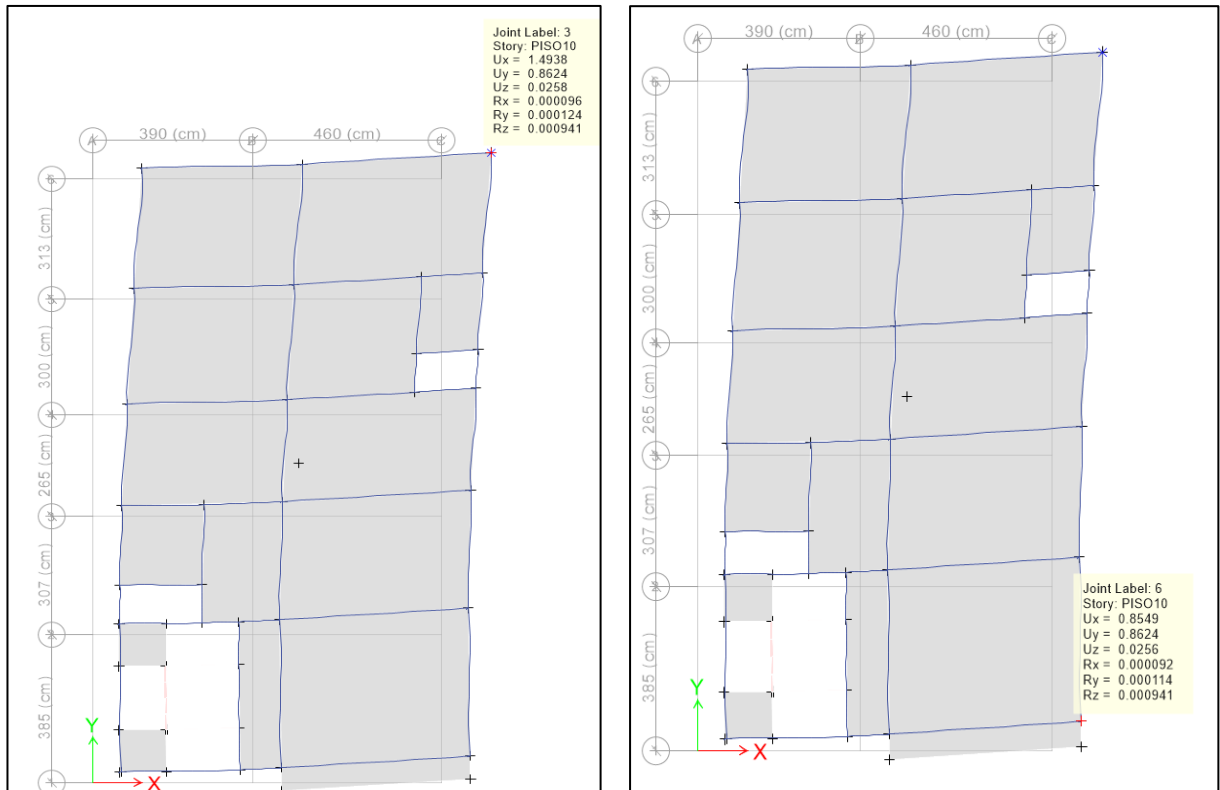 Joint Label: 3
Story: PISO10
Ux = 1.4938
Uy = 0.8624
Uz = 0.0258
Rx = 0.000096
Ry = 0.000124
Rz = 0.000941
A
390 (cm)
B
460 (cm)
C
313 (cm)
300 (cm)
265 (cm)
307 (cm)
385 (cm)
Y
X
A
390 (cm)
B
460 (cm)
C
313 (cm)
300 (cm)
265 (cm)
307 (cm)
385 (cm)
Joint Label: 6
Story: PISO10
Ux = 0.8549
Uy = 0.8624
Uz = 0.0256
Rx = 0.000092
Ry = 0.000114
Rz = 0.000941
Y
X